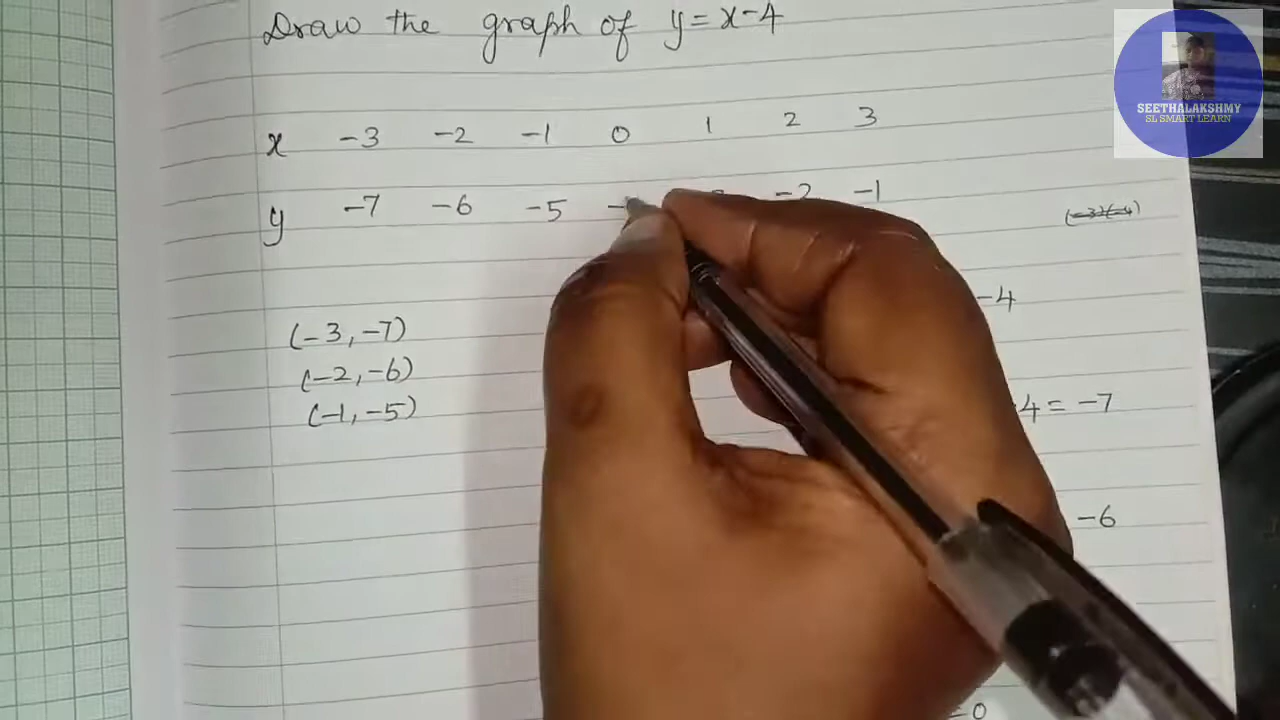 Draw the graph of y = x-4
SEETHALAKSHMY
SL SMART LEARN
x -3 -2 -1 0 1 2 3
y -7 -6 -5 -2 -1
-4
(-3, -7)
(-2, -6)
(-1, -5)
4 = -7
-6
=0